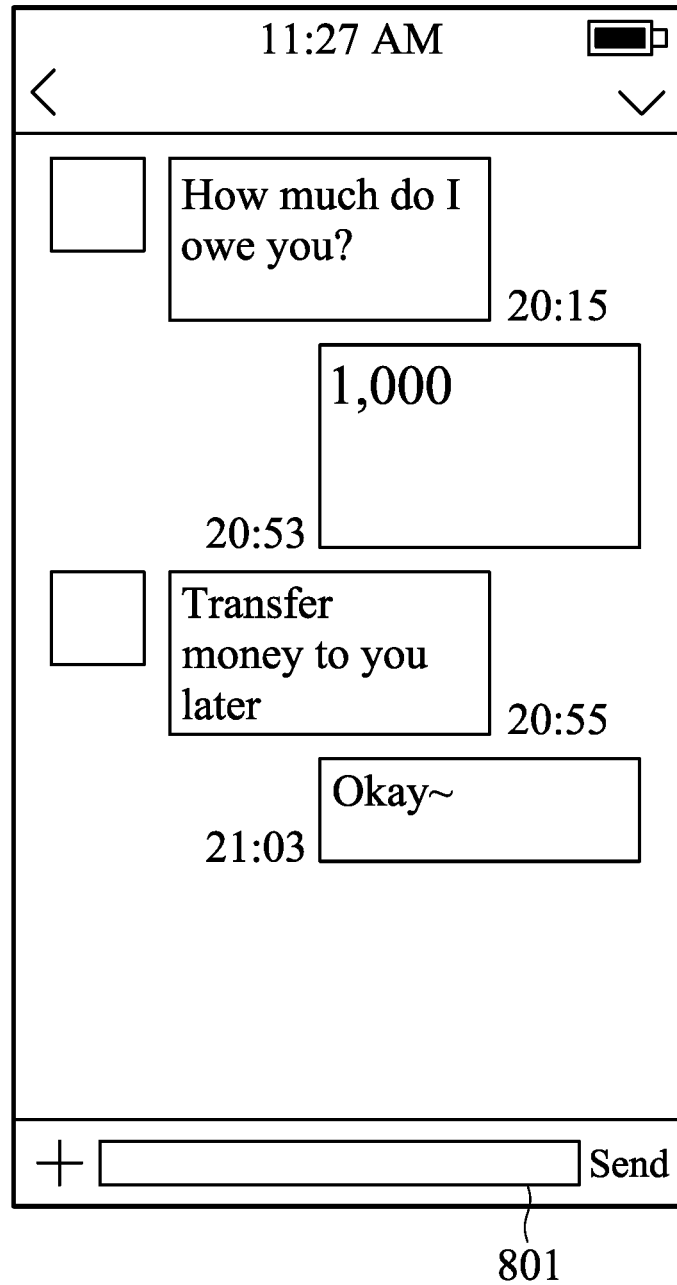 11:27 AM
How much do I
owe you?
20:15
1,000
20:53
Transfer
money to you
later
20:55
Okay~
21:03
Send
801